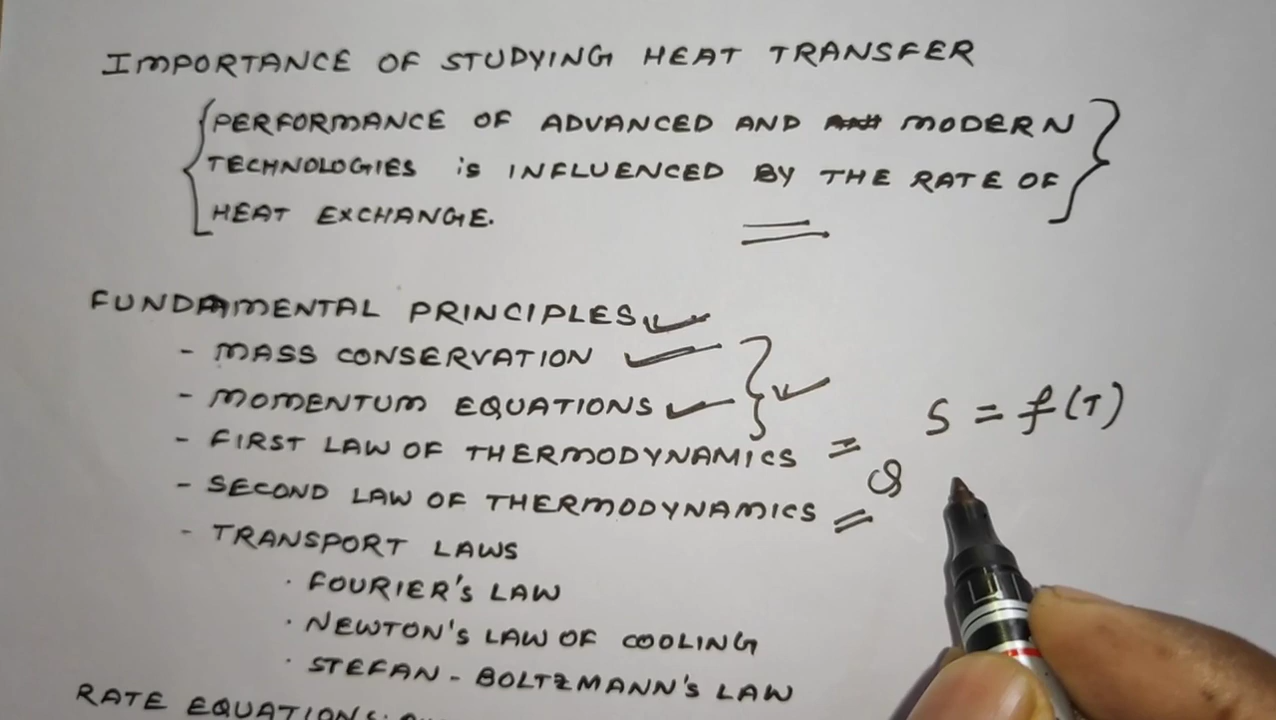 IMPORTANCE OF STUDYING HEAT TRANSFER
PERFORMANCE OF ADVANCED AND MODERN
TECHNOLOGIES is INFLUENCED BY THE RATE OF
HEAT EXCHANGE.
FUNDAMENTAL PRINCIPLES
- MASS CONSERVATION
- MOMENTUM EQUATIONS
- FIRST LAW OF THERMODYNAMICS
S = f(T)
- SECOND LAW OF THERMODYNAMICS
- TRANSPORT LAWS
· FOURIER'S LAW
· NEWTON'S LAW OF COOLING
· STEFAN - BOLTZMANN'S LAW
RATE EQUATIONS